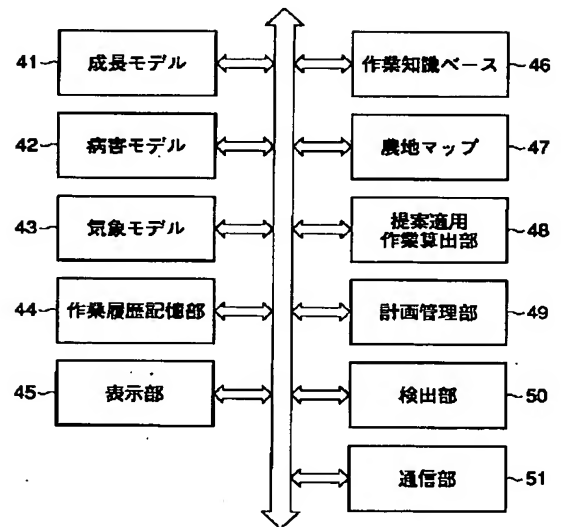 41 成長モデル
42 病害モデル
43 気象モデル
44 作業履歴記憶部
45 表示部
作業知識ベース 46
農地マップ 47
提案適用
作業算出部 48
計画管理部 49
検出部 50
通信部 51